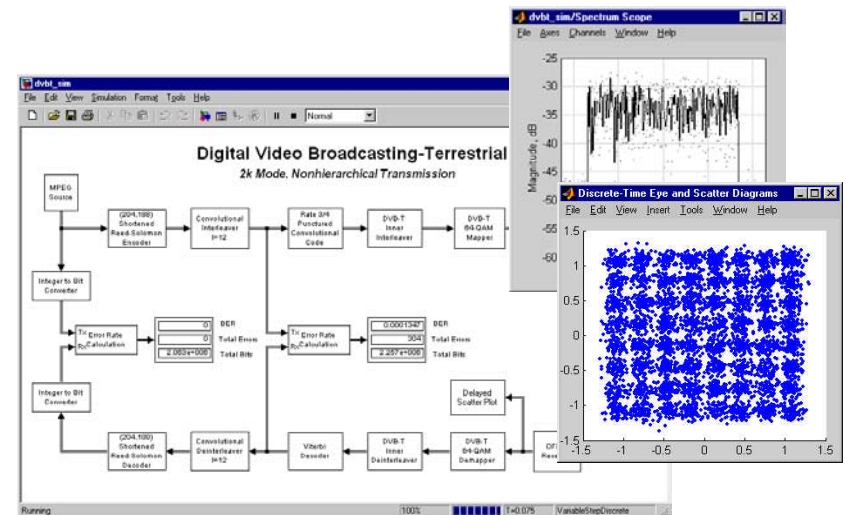 dvbt_sim/Spectrum Scope
File Axes Channels Window Help
-25
-30
-35
-40
-45
-50
-55
-60
Magnitude, dB
dvbt_sim
File Edit View Simulation Format Tools Help
Normal
Digital Video Broadcasting-Terrestrial
2k Mode, Nonhierarchical Transmission
MPEG
Source
(204,188)
Shortened
Reed-Solomon
Encoder
Convolutional
Interleaver
I=12
Rate 3/4
Punctured
Convolutional
Code
DVB-T
Inner
Interleaver
DVB-T
64-QAM
Mapper
Integer to Bit
Converter
Tx Error Rate
Rx Calculation
0
0
2.063e+006
BER
Total Errors
Total Bits
Tx Error Rate
Rx Calculation
0.0001347
304
2.257e+006
BER
Total Errors
Total Bits
Integer to Bit
Converter
Delayed
Scatter Plot
(204,188)
Shortened
Reed-Solomon
Decoder
Convolutional
Deinterleaver
I=12
Viterbi
Decoder
DVB-T
Inner
Deinterleaver
DVB-T
64-QAM
Demapper
Running
100%
T=0.075
VariableStepDiscrete
Discrete-Time Eye and Scatter Diagrams
File Edit View Insert Tools Window Help
1.5
1
0.5
0
-0.5
-1
-1.5
-1.5 -1 -0.5 0 0.5 1 1.5